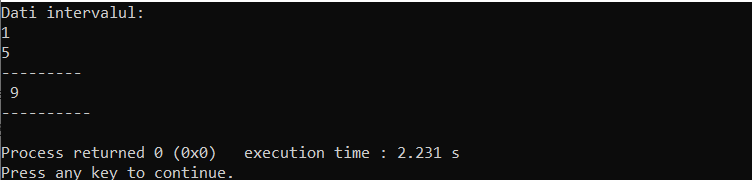 Dati intervalul:
1
5
---------
 9
----------
Process returned 0 (0x0)   execution time : 2.231 s
Press any key to continue.